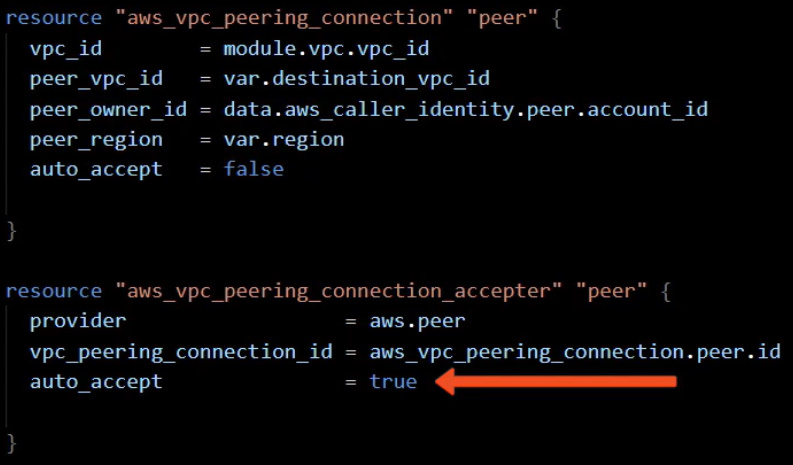 resource "aws_vpc_peering_connection" "peer" {
  vpc_id        = module.vpc.vpc_id
  peer_vpc_id   = var.destination_vpc_id
  peer_owner_id = data.aws_caller_identity.peer.account_id
  peer_region   = var.region
  auto_accept   = false
}
resource "aws_vpc_peering_connection_accepter" "peer" {
  provider                  = aws.peer
  vpc_peering_connection_id = aws_vpc_peering_connection.peer.id
  auto_accept               = true
}